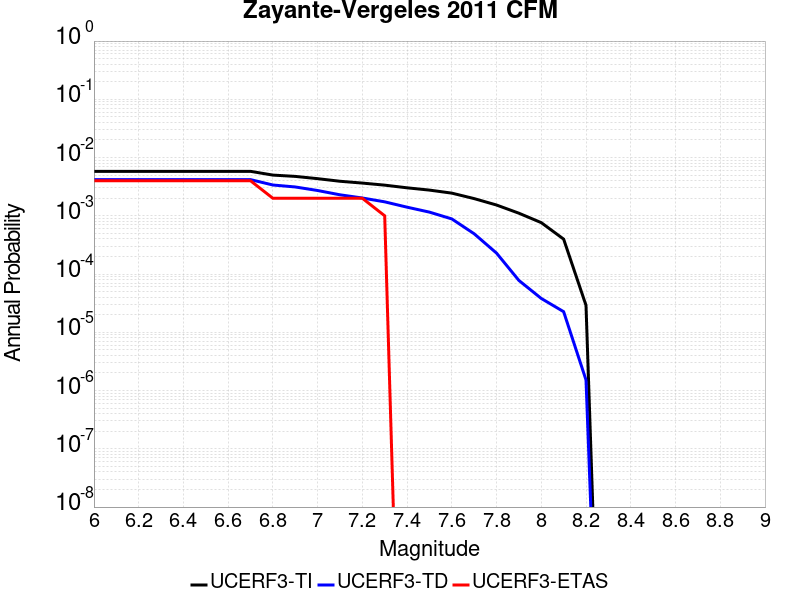 Zayante-Vergeles 2011 CFM
10^0
10^-1
10^-2
10^-3
10^-4
10^-5
10^-6
10^-7
10^-8
Annual Probability
6 6.2 6.4 6.6 6.8 7 7.2 7.4 7.6 7.8 8 8.2 8.4 8.6 8.8 9
Magnitude
UCERF3-TI UCERF3-TD UCERF3-ETAS